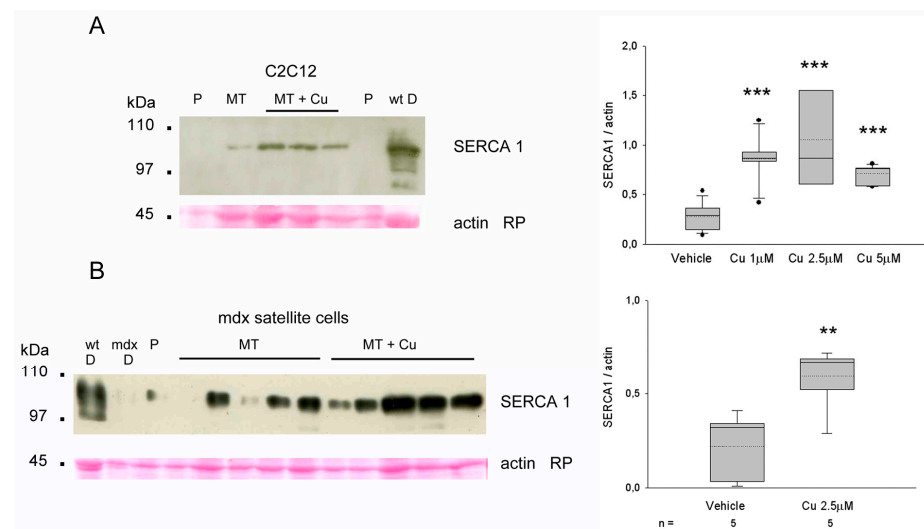 A
C2C12
kDa P MT MT + Cu P wt D
110
SERCA 1
97
45
actin RP
2,0
1,5
1,0
0,5
0,0
SERCA1 / actin
***
***
***
Vehicle Cu 1µM Cu 2.5µM Cu 5µM
B
mdx satellite cells
kDa wt D mdx D P MT MT + Cu
110
SERCA 1
97
45
actin RP
1,0
0,5
0,0
SERCA1 / actin
**
Vehicle Cu 2.5µM
n = 5 5